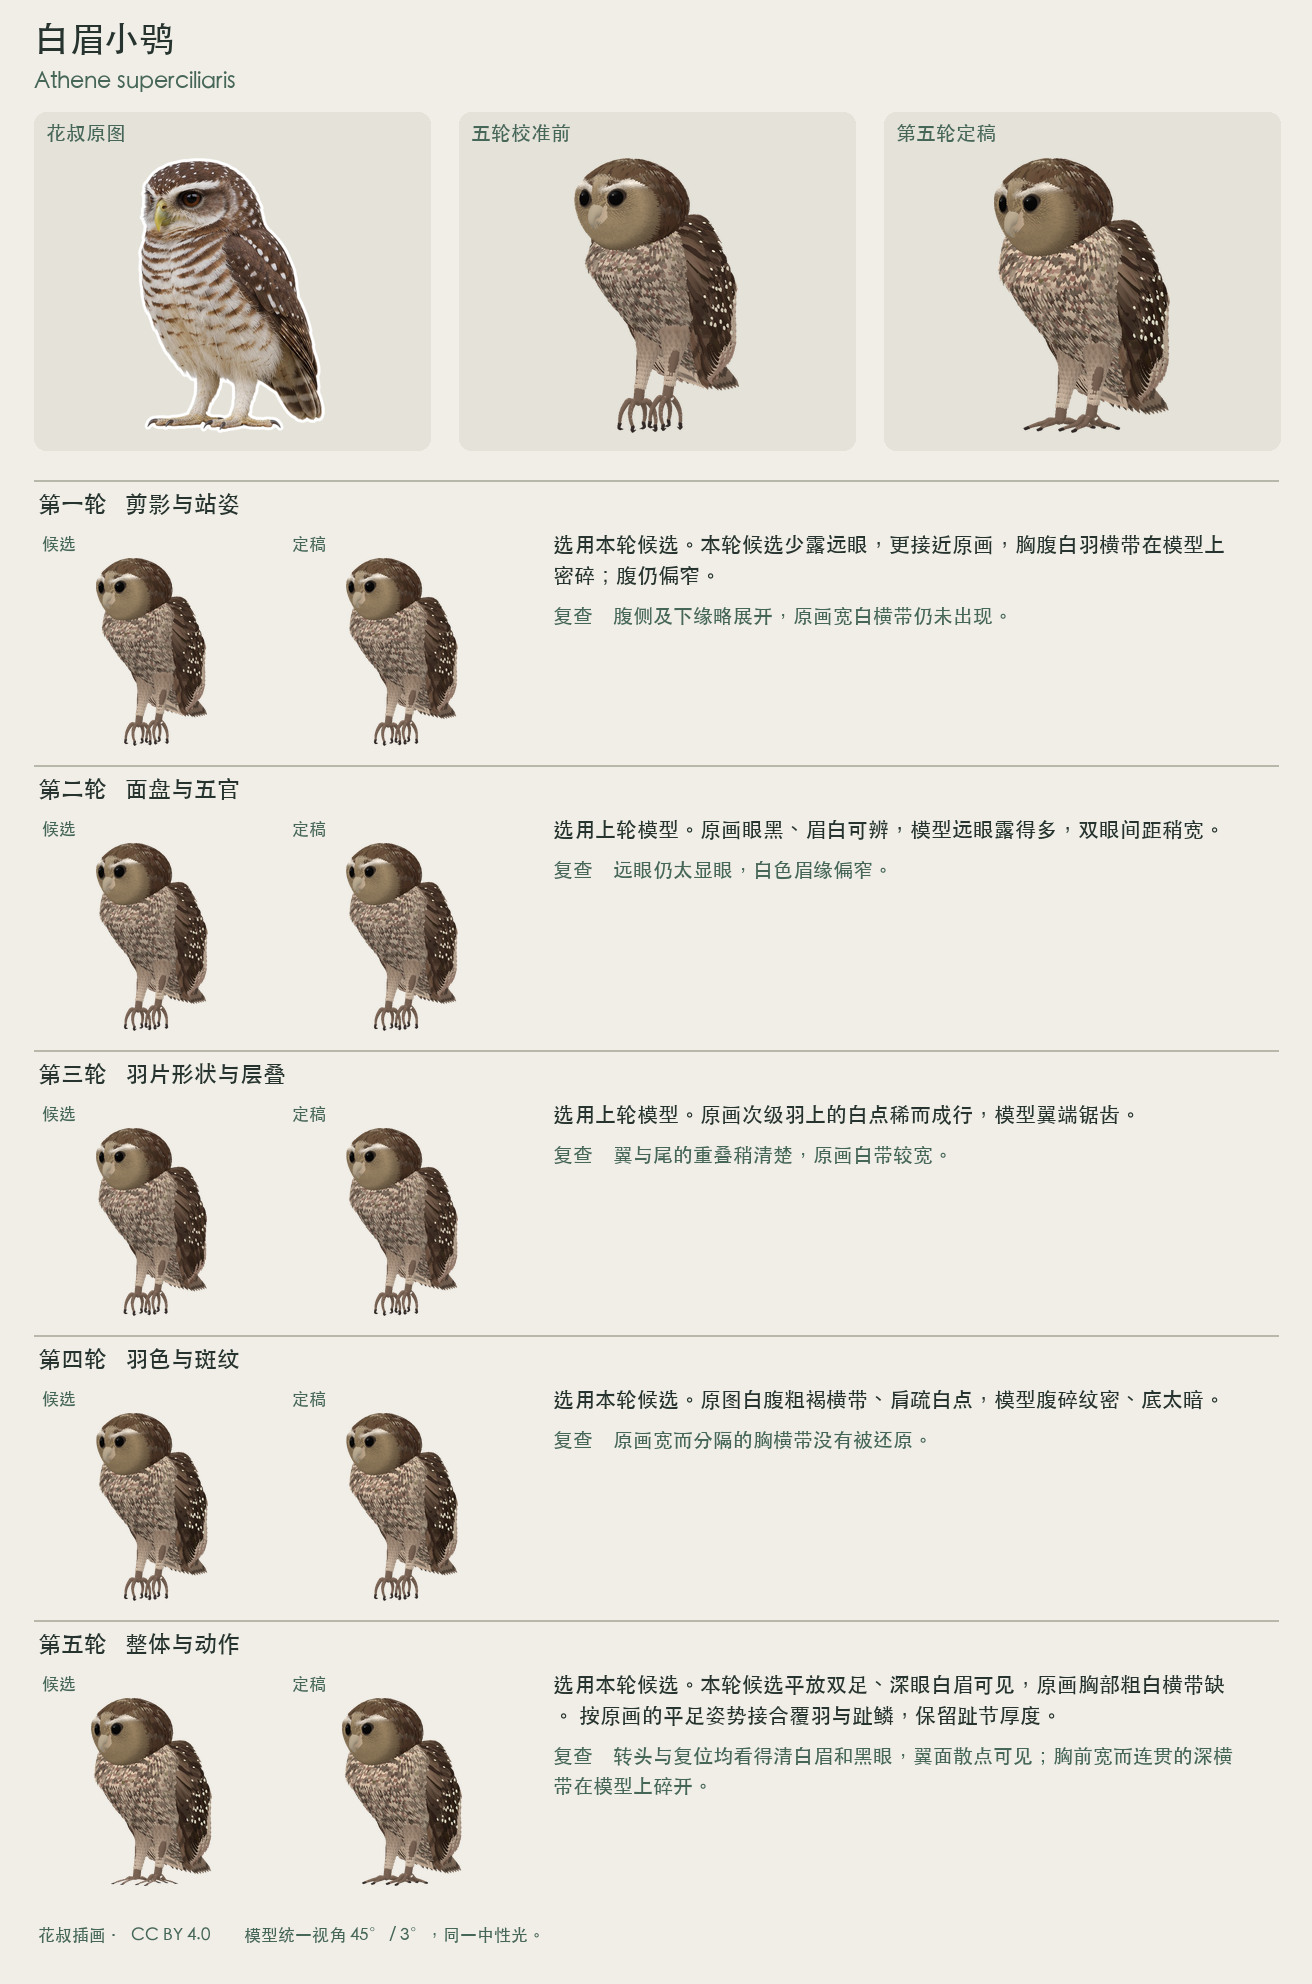 白眉小鸮
Athene superciliaris
花叔原图
五轮校准前
第五轮定稿
第一轮 剪影与站姿
候选
定稿
选用本轮候选。本轮候选少露远眼，更接近原画，胸腹白羽横带在模型上
密碎；腹仍偏窄。
复查 腹侧及下缘略展开，原画宽白横带仍未出现。
第二轮 面盘与五官
候选
定稿
选用上轮模型。原画眼黑、眉白可辨，模型远眼露得多，双眼间距稍宽。
复查 远眼仍太显眼，白色眉缘偏窄。
第三轮 羽片形状与层叠
候选
定稿
选用上轮模型。原画次级羽上的白点稀而成行，模型翼端锯齿。
复查 翼与尾的重叠稍清楚，原画白带较宽。
第四轮 羽色与斑纹
候选
定稿
选用本轮候选。原图白腹粗褐横带、肩疏白点，模型腹碎纹密、底太暗。
复查 原画宽而分隔的胸横带没有被还原。
第五轮 整体与动作
候选
定稿
选用本轮候选。本轮候选平放双足、深眼白眉可见，原画胸部粗白横带缺
。 按原画的平足姿势接合覆羽与趾鳞，保留趾节厚度。
复查 转头与复位均看得清白眉和黑眼，翼面散点可见；胸前宽而连贯的深横
带在模型上碎开。
花叔插画 · CC BY 4.0 模型统一视角 45° / 3° ，同一中性光。